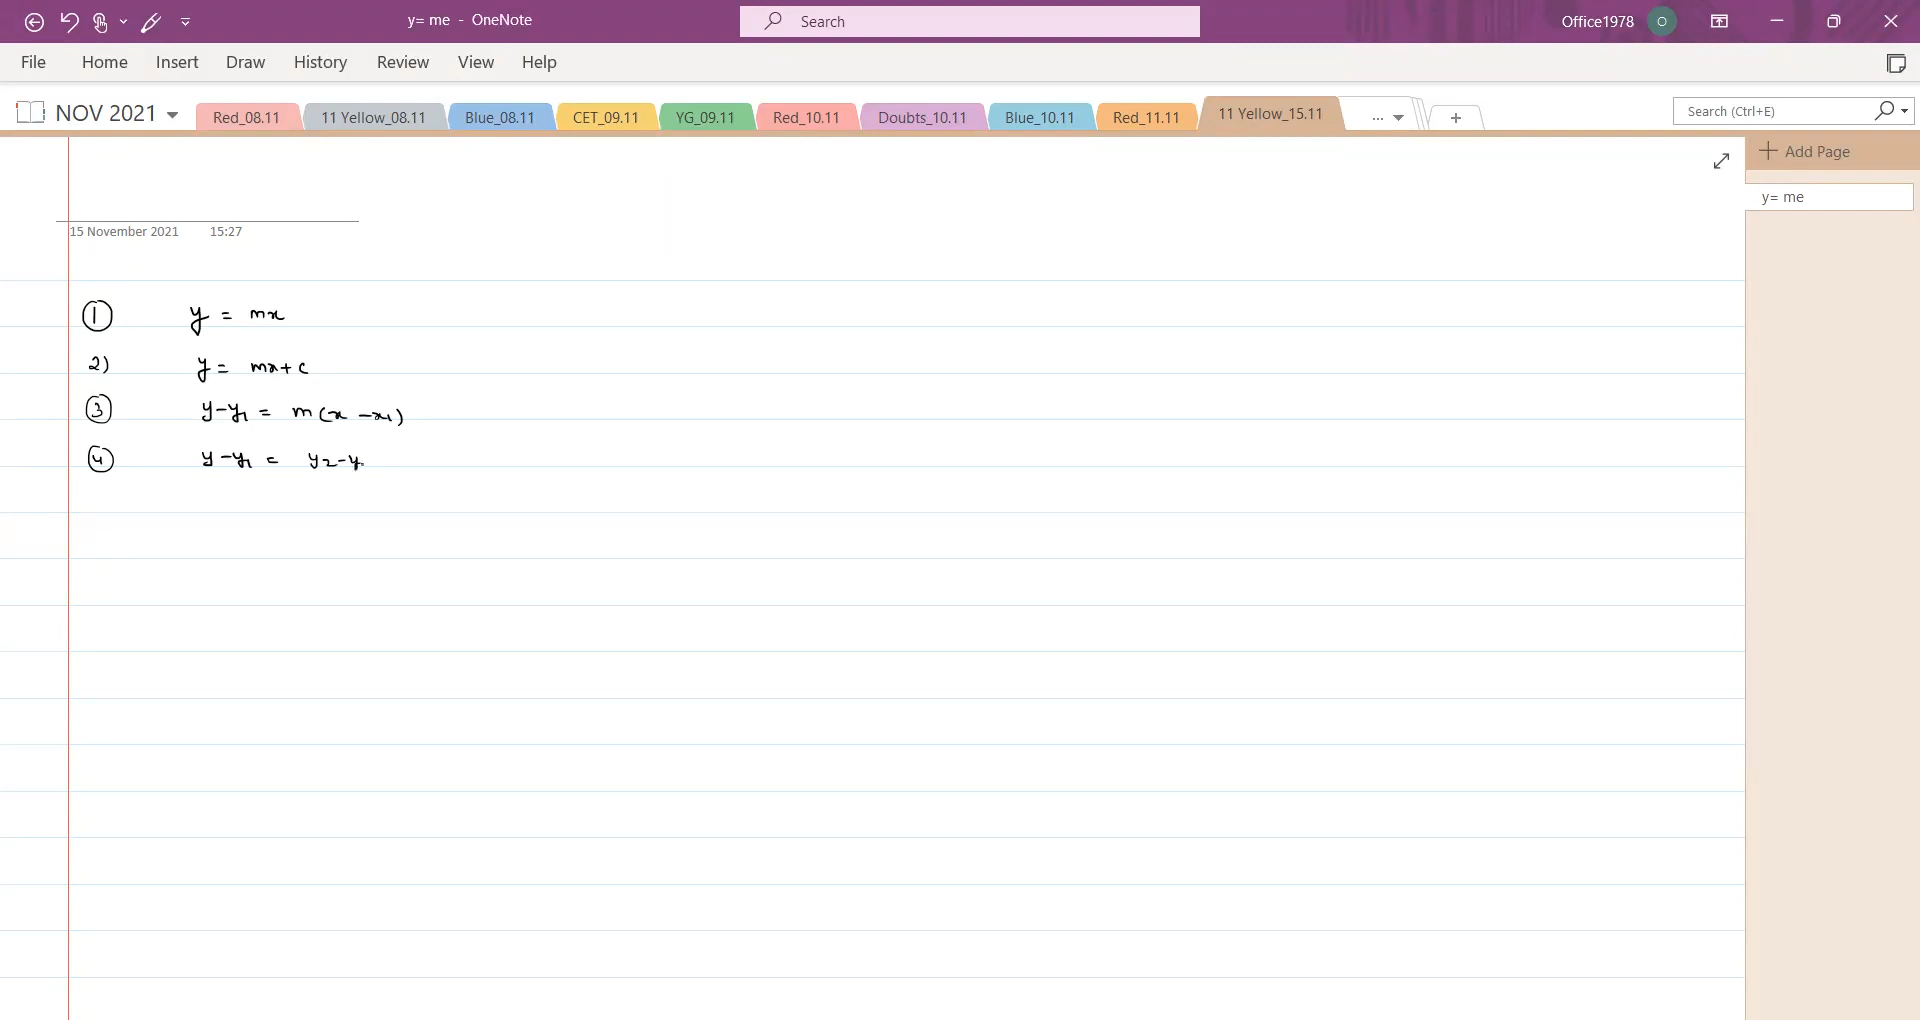 y= me - OneNote
Search
Office1978
O
File Home Insert Draw History Review View Help
NOV 2021
Red_08.11
11 Yellow_08.11
Blue_08.11
CET_09.11
YG_09.11
Red_10.11
Doubts_10.11
Blue_10.11
Red_11.11
11 Yellow_15.11
...
+
Search (Ctrl+E)
Add Page
y= me
15 November 2021 15:27
① y = mx
2) y = mx+c
③ y-y₁ = m(x-x₁)
④ y-y₁ = y₂-y